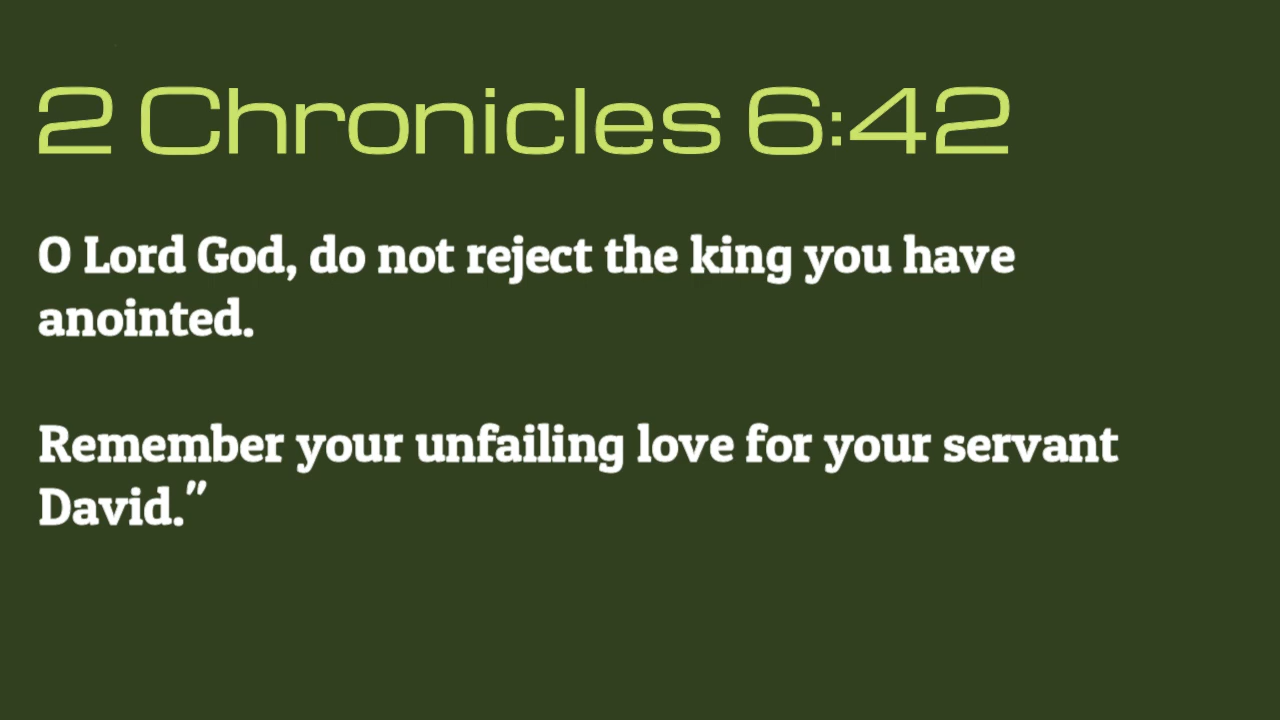 2 Chronicles 6:42
O Lord God, do not reject the king you have
anointed.
Remember your unfailing love for your servant
David."